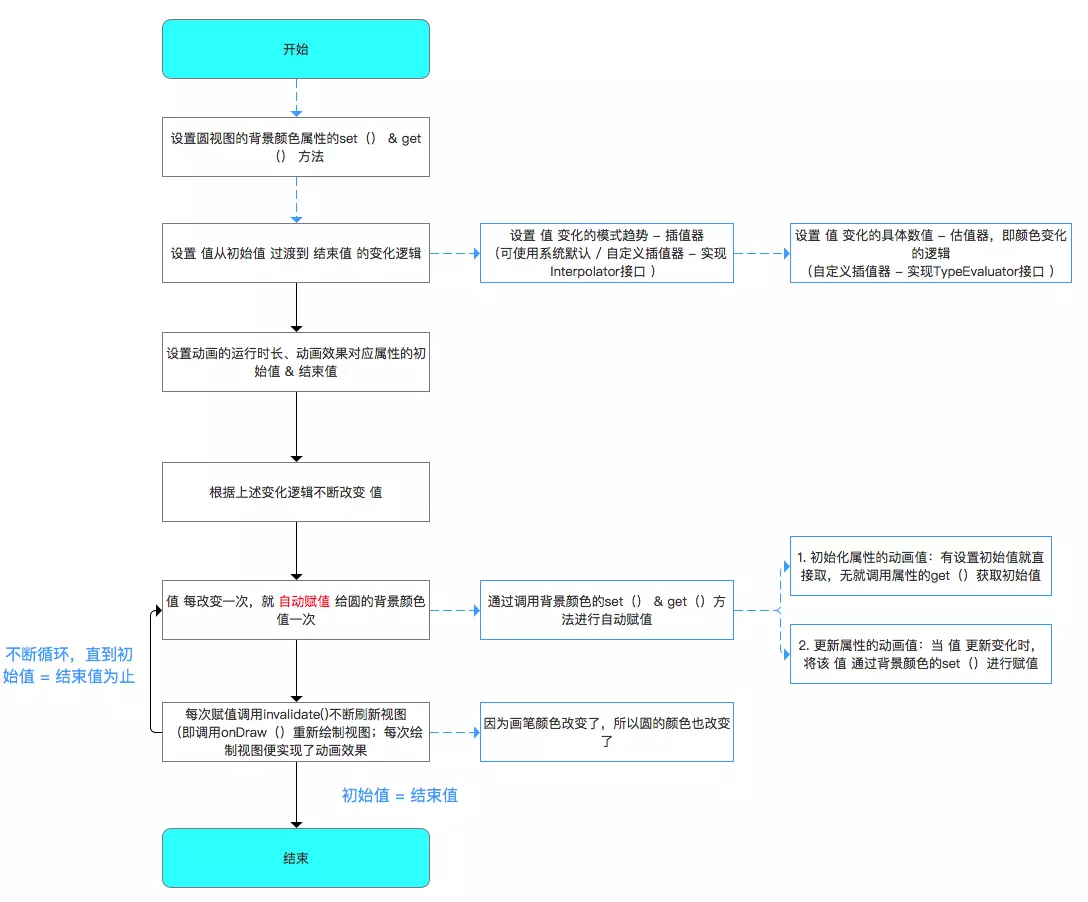 开始
设置圆视图的背景颜色属性的set（） & get
（） 方法
设置 值从初始值 过渡到 结束值 的变化逻辑
设置 值 变化的模式趋势 – 插值器
（可使用系统默认 / 自定义插值器 – 实现
Interpolator接口 ）
设置 值 变化的具体数值 – 估值器，即颜色变化
的逻辑
（自定义插值器 – 实现TypeEvaluator接口 ）
设置动画的运行时长、动画效果对应属性的初
始值 & 结束值
根据上述变化逻辑不断改变 值
值 每改变一次，就 自动赋值 给圆的背景颜色
值一次
通过调用背景颜色的set（） & get（）方
法进行自动赋值
1. 初始化属性的动画值：有设置初始值就直
接取，无就调用属性的get（）获取初始值
2. 更新属性的动画值：当 值 更新变化时，
将该 值 通过背景颜色的set（）进行赋值
不断循环，直到初
始值 = 结束值为止
每次赋值调用invalidate()不断刷新视图
（即调用onDraw（）重新绘制视图；每次绘
制视图便实现了动画效果
因为画笔颜色改变了，所以圆的颜色也改变
了
初始值 = 结束值
结束